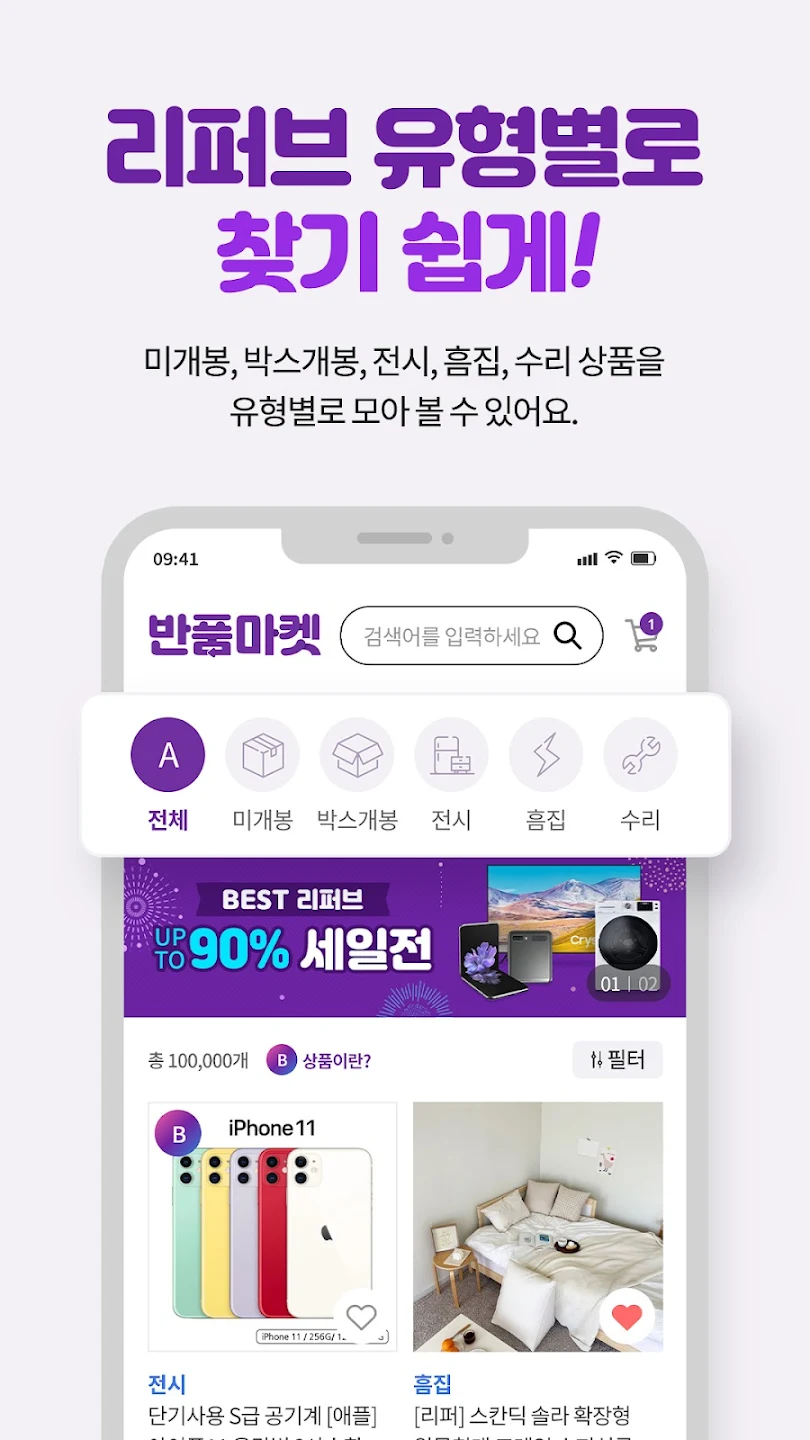 리퍼브 유형별로
찾기 쉽게!
미개봉, 박스개봉, 전시, 흠집, 수리 상품을
유형별로 모아 볼 수 있어요.
09:41
반품마켓
검색어를 입력하세요
1
A
전체
미개봉
박스개봉
전시
흠집
수리
BEST 리퍼브
UP TO 90% 세일전
Crys
01 | 02
총 100,000개
B 상품이란?
필터
B
iPhone 11
iPhone 11 / 256G/
전시
흠집
단기사용 S급 공기계 [애플]
[리퍼] 스칸딕 솔라 확장형